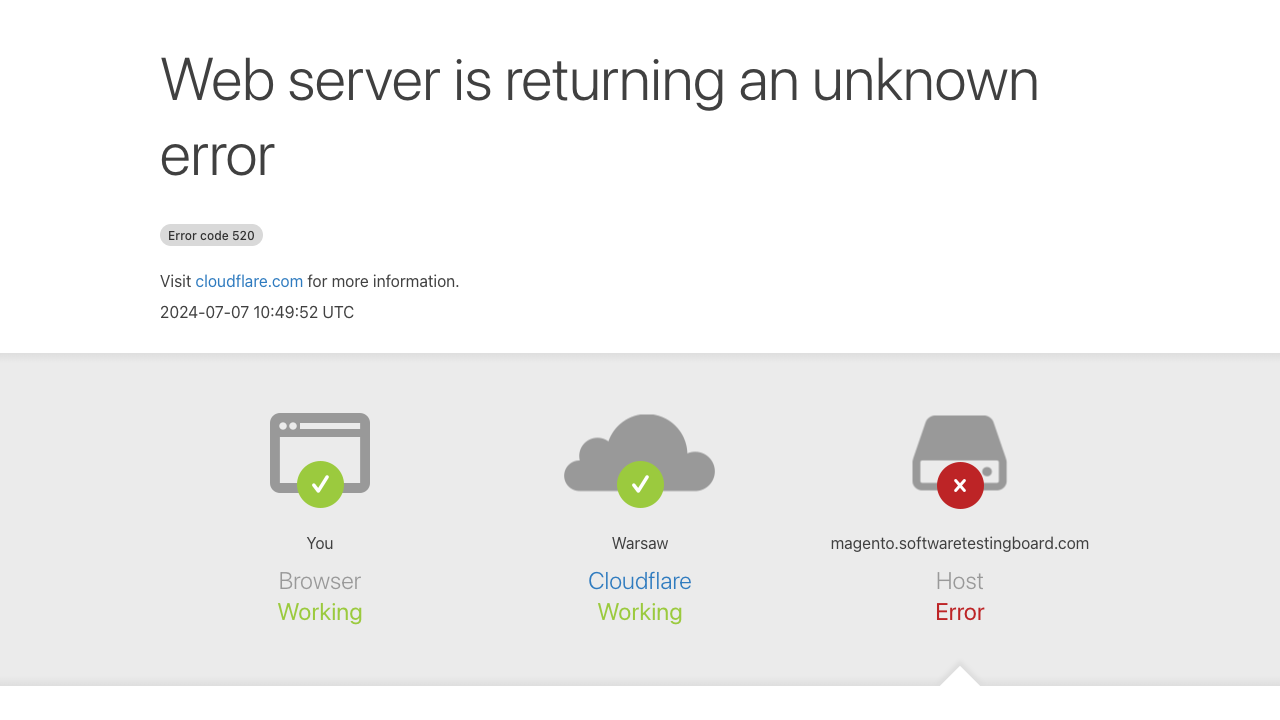 Web server is returning an unknown
error
Error code 520
Visit cloudflare.com for more information.
2024-07-07 10:49:52 UTC
You
Browser
Working
Warsaw
Cloudflare
Working
magento.softwaretestingboard.com
Host
Error